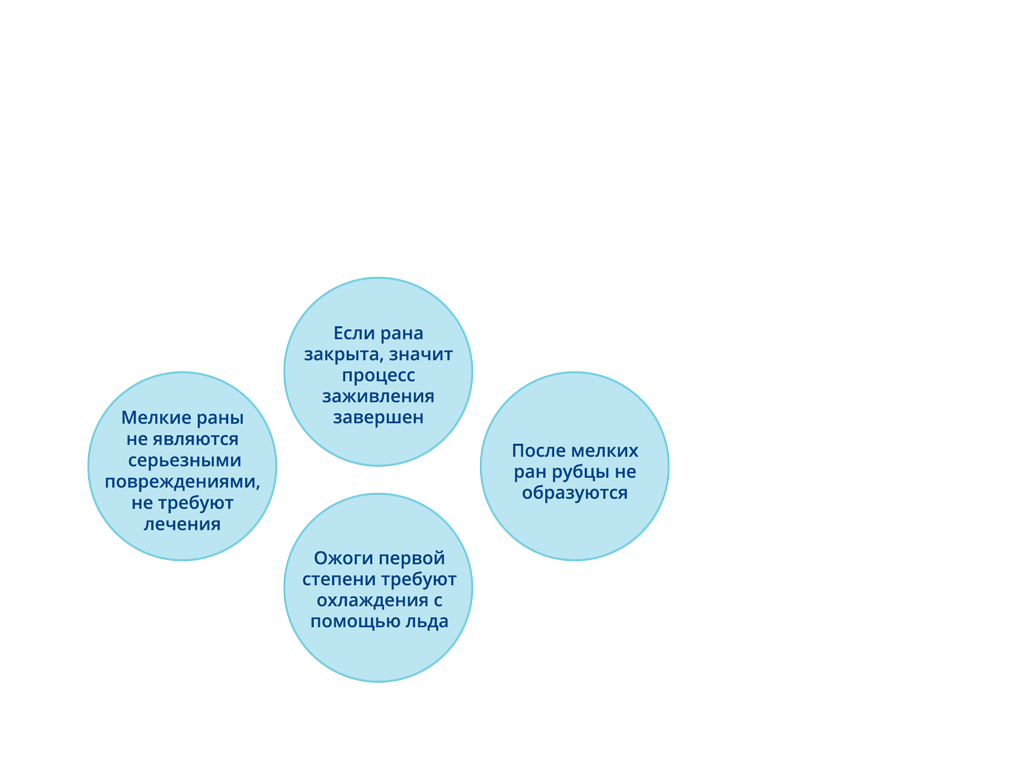 Если рана
закрыта, значит
процесс
заживления
завершен
Мелкие раны
не являются
серьезными
повреждениями,
не требуют
лечения
После мелких
ран рубцы не
образуются
Ожоги первой
степени требуют
охлаждения с
помощью льда